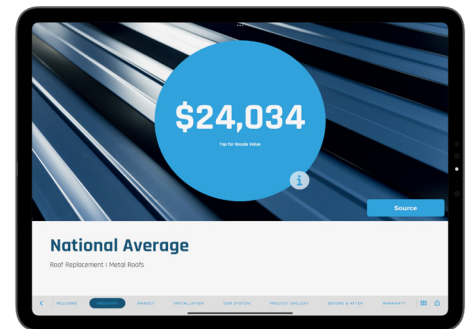 $24,034
Tap for Resale Value
i
Source
National Average
Roof Replacement | Metal Roofs
WELCOME INDUSTRY MARKET INSTALLATION OUR SYSTEM PROJECT GALLERY BEFORE & AFTER WARRANTY